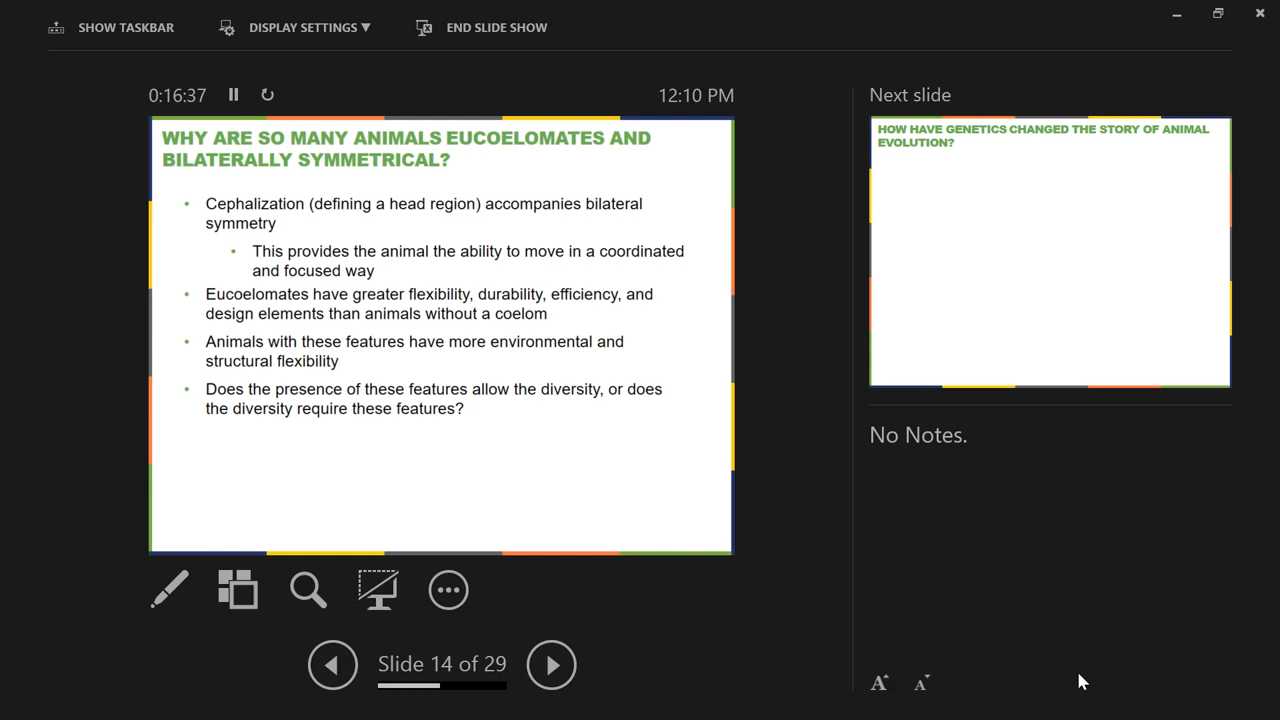 SHOW TASKBAR
DISPLAY SETTINGS ▼
END SLIDE SHOW
0:16:37
12:10 PM
Next slide
WHY ARE SO MANY ANIMALS EUCOELOMATES AND
BILATERALLY SYMMETRICAL?
• Cephalization (defining a head region) accompanies bilateral
symmetry
• This provides the animal the ability to move in a coordinated
and focused way
• Eucoelomates have greater flexibility, durability, efficiency, and
design elements than animals without a coelom
• Animals with these features have more environmental and
structural flexibility
• Does the presence of these features allow the diversity, or does
the diversity require these features?
HOW HAVE GENETICS CHANGED THE STORY OF ANIMAL
EVOLUTION?
No Notes.
Slide 14 of 29
A A